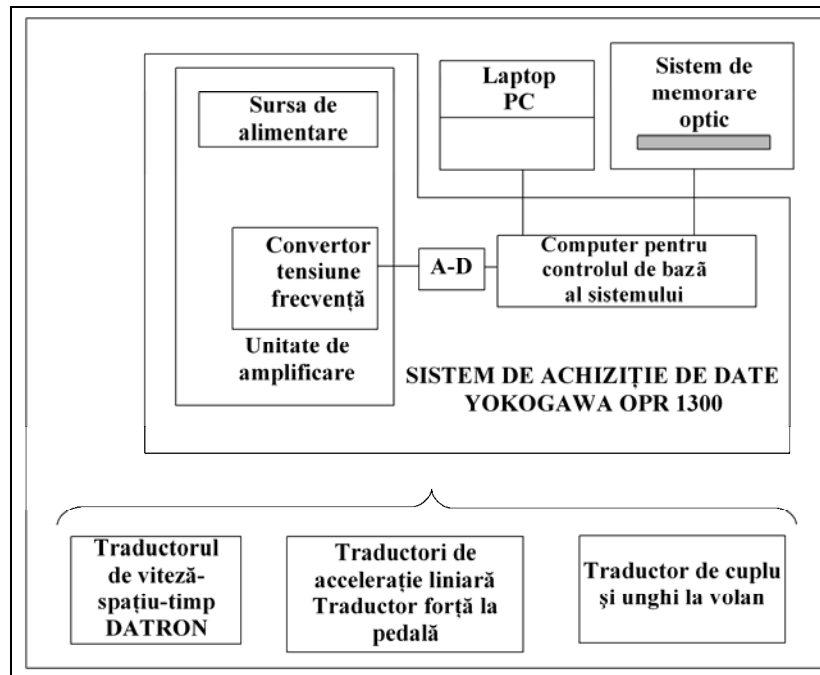 Sursa de
alimentare
Laptop
PC
Sistem de
memorare
optic
Convertor
tensiune
frecvență
A-D
Computer pentru
controlul de bazã
al sistemului
Unitate de
amplificare
SISTEM DE ACHIZIȚIE DE DATE
YOKOGAWA OPR 1300
Traductorul
de viteză-
spațiu-timp
DATRON
Traductori de
accelerație liniară
Traductor forță la
pedală
Traductor de cuplu
și unghi la volan